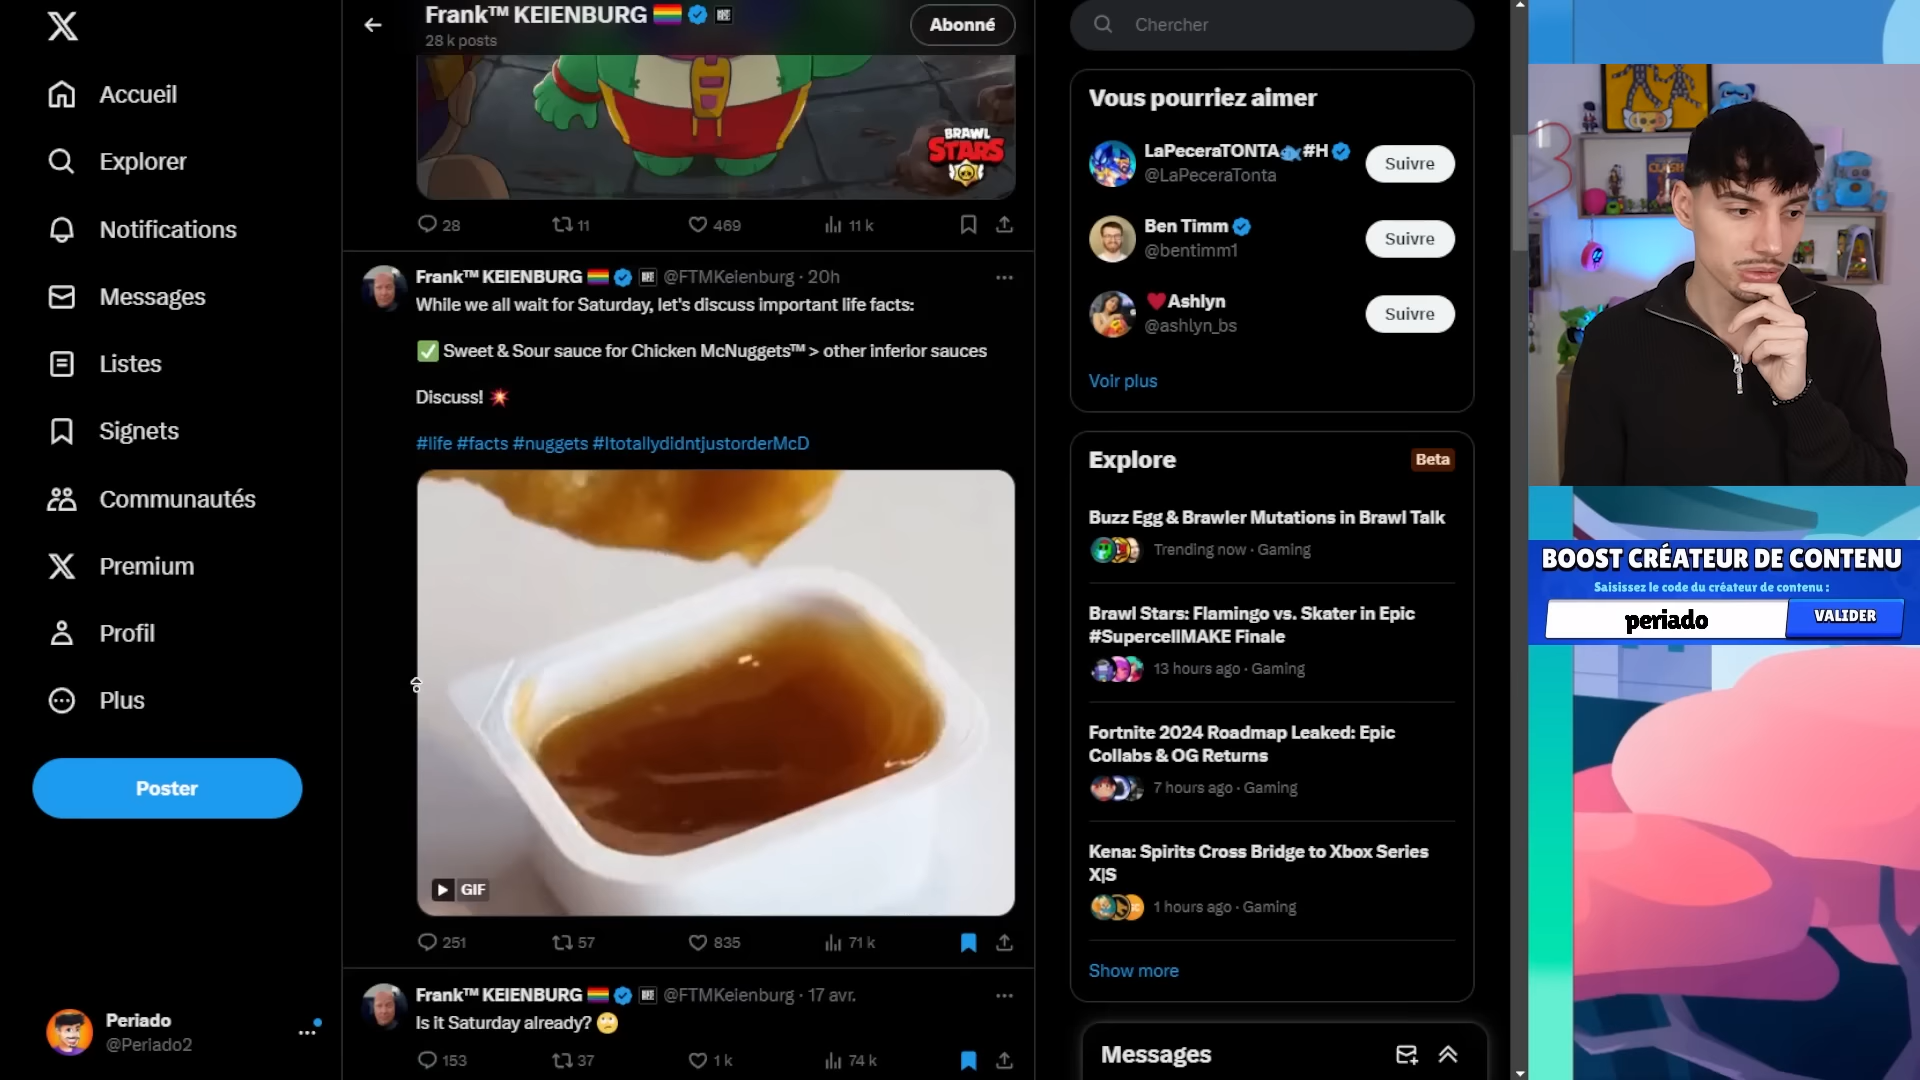 Accueil
Explorer
Notifications
Messages
Listes
Signets
Communautés
Premium
Profil
Plus
Poster
Periado
@Periado2
Frank™ KEIENBURG
28 k posts
Abonné
BRAWL
STARS
28
11
469
11 k
Frank™ KEIENBURG @FTMKeienburg · 20h
While we all wait for Saturday, let's discuss important life facts:
✅ Sweet & Sour sauce for Chicken McNuggets™ > other inferior sauces
Discuss! 💥
#life #facts #nuggets #ItotallydidntjustorderMcD
GIF
251
57
835
71 k
Frank™ KEIENBURG @FTMKeienburg · 17 avr.
Is it Saturday already? 🙄
153
37
1 k
74 k
Chercher
Vous pourriez aimer
LaPeceraTONTA #H
@LaPeceraTonta
Suivre
Ben Timm
@bentimm1
Suivre
Ashlyn
@ashlyn_bs
Suivre
Voir plus
Explore
Beta
Buzz Egg & Brawler Mutations in Brawl Talk
Trending now · Gaming
Brawl Stars: Flamingo vs. Skater in Epic
#SupercellMAKE Finale
13 hours ago · Gaming
Fortnite 2024 Roadmap Leaked: Epic
Collabs & OG Returns
7 hours ago · Gaming
Kena: Spirits Cross Bridge to Xbox Series
X|S
1 hours ago · Gaming
Show more
Messages
BOOST CRÉATEUR DE CONTENU
Saisissez le code du créateur de contenu :
periado
VALIDER